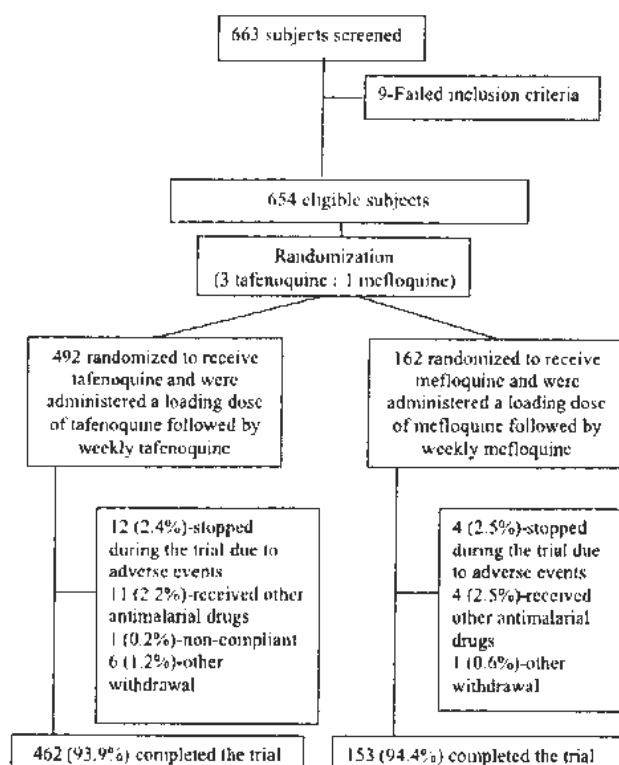 663 subjects screened
9-Failed inclusion criteria
654 eligible subjects
Randomization
(3 tafenoquine : 1 mefloquine)
492 randomized to receive
tafenoquine and were
administered a loading dose
of tafenoquine followed by
weekly tafenoquine
162 randomized to receive
mefloquine and were
administered a loading dose
of mefloquine followed by
weekly mefloquine
12 (2.4%)-stopped
during the trial due to
adverse events
11 (2.2%)-received other
antimalarial drugs
1 (0.2%)-non-compliant
6 (1.2%)-other
withdrawal
4 (2.5%)-stopped
during the trial due to
adverse events
4 (2.5%)-received
other antimalarial
drugs
1 (0.6%)-other
withdrawal
462 (93.9%) completed the trial
153 (94.4%) completed the trial